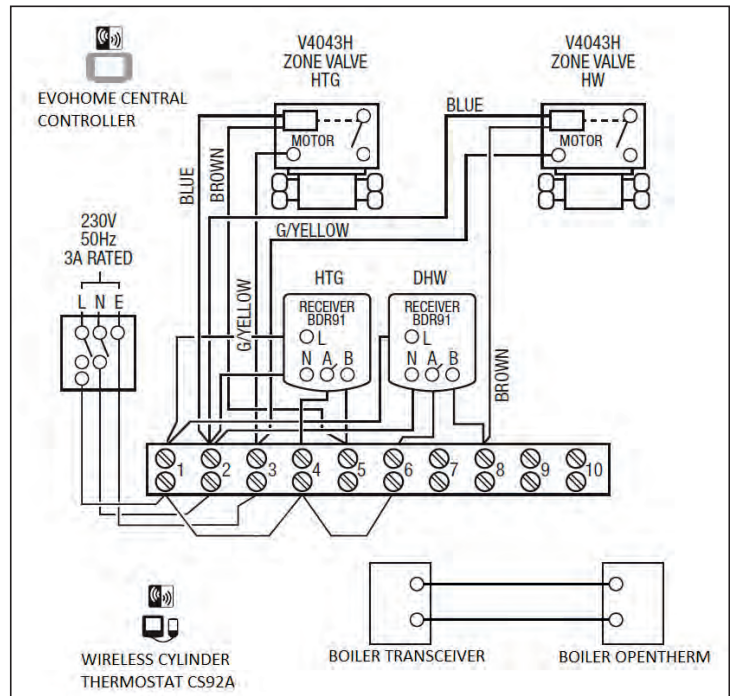 EVOHOME CENTRAL
CONTROLLER
V4043H
ZONE VALVE
HTG
V4043H
ZONE VALVE
HW
BLUE
MOTOR
MOTOR
BLUE
BROWN
G/YELLOW
G/YELLOW
230V
50Hz
3A RATED
L N E
HTG
DHW
RECEIVER
BDR91
L
N A B
RECEIVER
BDR91
L
N A B
BROWN
1 2 3 4 5 6 7 8 9 10
WIRELESS CYLINDER
THERMOSTAT CS92A
BOILER TRANSCEIVER
BOILER OPENTHERM